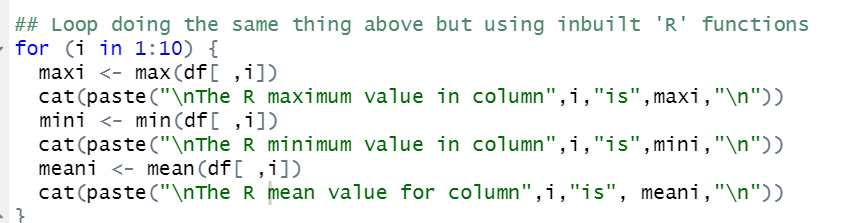 ## Loop doing the same thing above but using inbuilt 'R' functions
for (i in 1:10) {
  maxi <- max(df[ ,i])
  cat(paste("\nThe R maximum value in column",i,"is",maxi,"\n"))
  mini <- min(df[ ,i])
  cat(paste("\nThe R minimum value in column",i,"is",mini,"\n"))
  meani <- mean(df[ ,i])
  cat(paste("\nThe R mean value for column",i,"is", meani,"\n"))
}